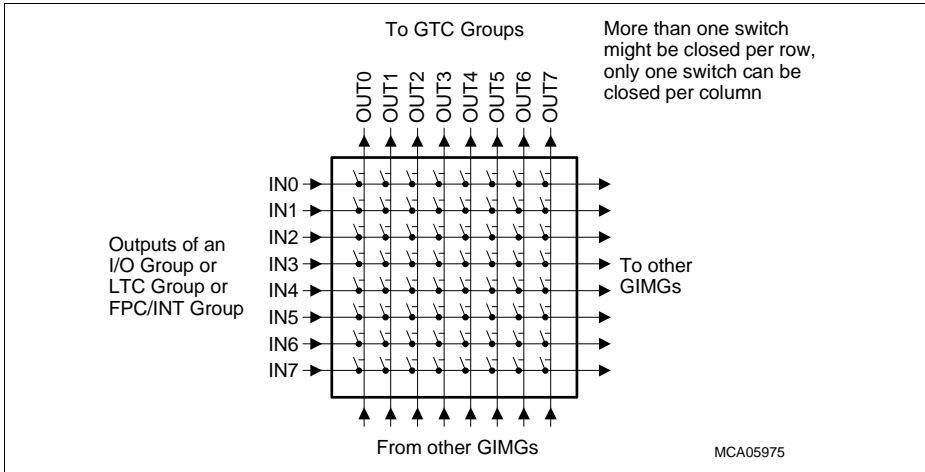 To GTC Groups
More than one switch
might be closed per row,
only one switch can be
closed per column
OUT0
OUT1
OUT2
OUT3
OUT4
OUT5
OUT6
OUT7
IN0
IN1
IN2
IN3
IN4
IN5
IN6
IN7
Outputs of an
I/O Group or
LTC Group or
FPC/INT Group
To other
GIMGs
From other GIMGs
MCA05975